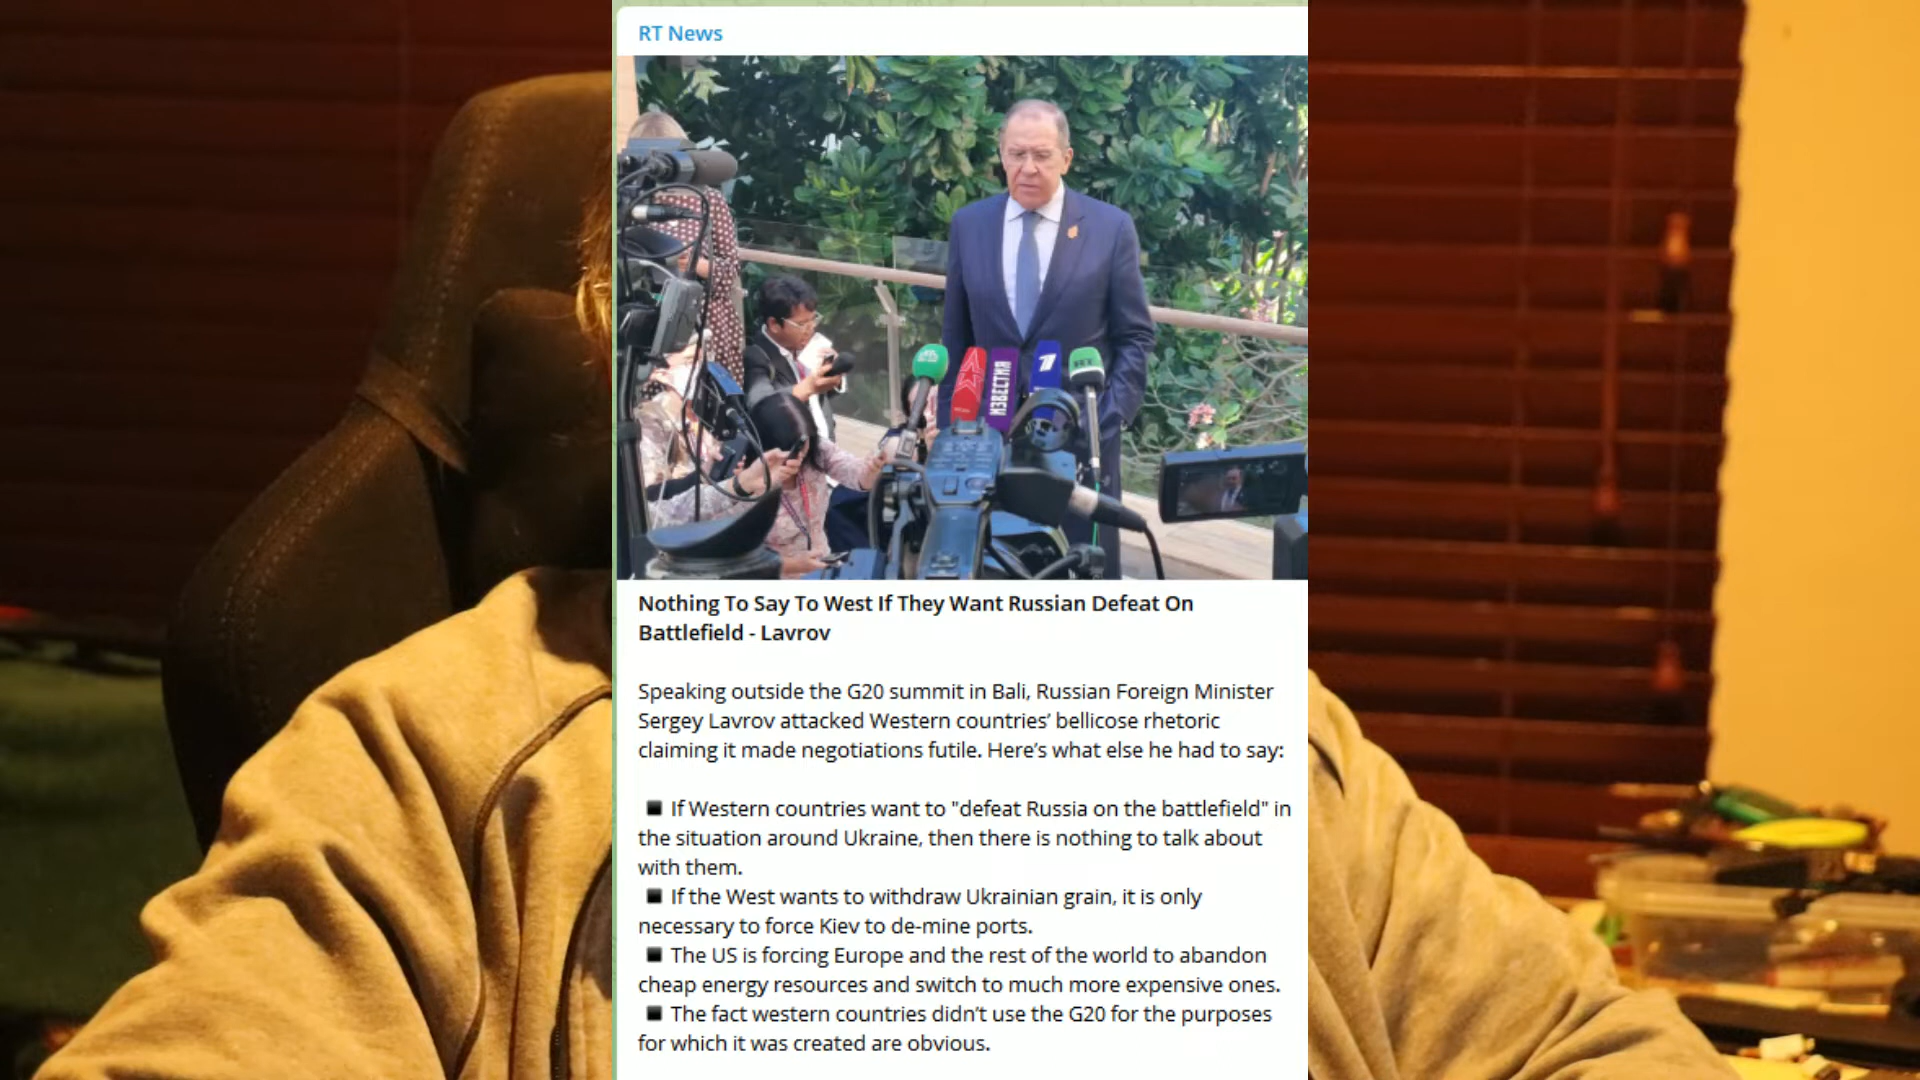 RT News
ИЗВЕСТИЯ
1
RT
Nothing To Say To West If They Want Russian Defeat On
Battlefield - Lavrov
Speaking outside the G20 summit in Bali, Russian Foreign Minister
Sergey Lavrov attacked Western countries’ bellicose rhetoric
claiming it made negotiations futile. Here’s what else he had to say:
◾ If Western countries want to "defeat Russia on the battlefield" in
the situation around Ukraine, then there is nothing to talk about
with them.
◾ If the West wants to withdraw Ukrainian grain, it is only
necessary to force Kiev to de-mine ports.
◾ The US is forcing Europe and the rest of the world to abandon
cheap energy resources and switch to much more expensive ones.
◾ The fact western countries didn’t use the G20 for the purposes
for which it was created are obvious.